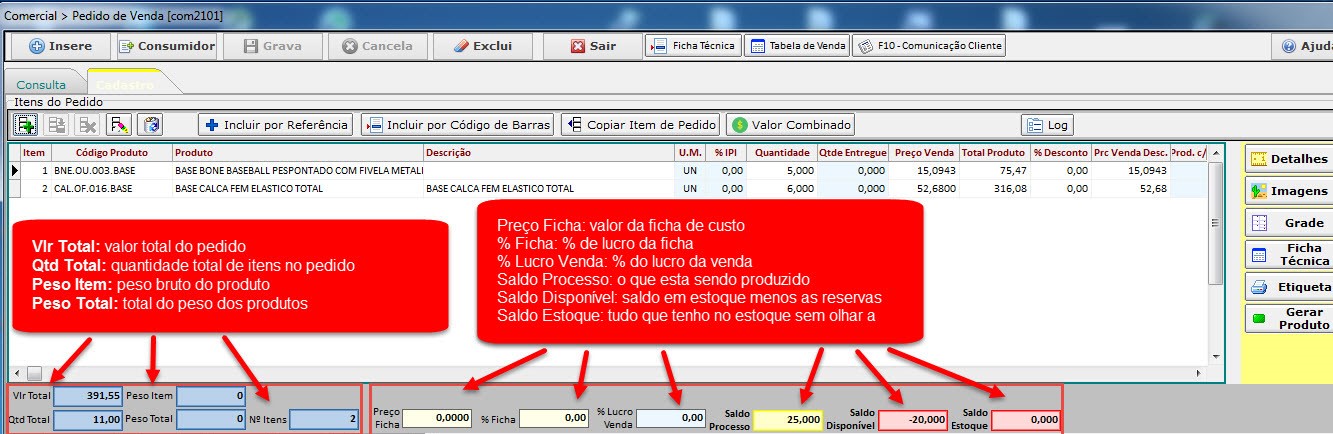 Comercial > Pedido de Venda [com2101]
Insere Consumidor Grava Cancela Exclui Sair Ficha Técnica Tabela de Venda F10 - Comunicação Cliente Ajuda
Consulta Cadastro
Itens do Pedido
Incluir por Referência Incluir por Código de Barras Copiar Item de Pedido Valor Combinado Log
Item Código Produto Produto Descrição U.M. % IPI Quantidade Qtde Entregue Preço Venda Total Produto % Desconto Prc Venda Desc. Prod. c/
1 BNE.OU.003.BASE BASE BONE BASEBALL PESPONTADO COM FIVELA METALI UN 0,00 5,000 0,000 15,0943 75,47 0,00 15,0943
2 CAL.OF.016.BASE BASE CALCA FEM ELASTICO TOTAL BASE CALCA FEM ELASTICO TOTAL UN 0,00 6,000 0,000 52,6800 316,08 0,00 52,68
Detalhes
Imagens
Grade
Ficha
Técnica
Etiqueta
Gerar
Produto
Vlr Total: valor total do pedido
Qtd Total: quantidade total de itens no pedido
Peso Item: peso bruto do produto
Peso Total: total do peso dos produtos
Preço Ficha: valor da ficha de custo
% Ficha: % de lucro da ficha
% Lucro Venda: % do lucro da venda
Saldo Processo: o que esta sendo produzido
Saldo Disponível: saldo em estoque menos as reservas
Saldo Estoque: tudo que tenho no estoque sem olhar a
Vlr Total 391,55 Peso Item 0
Qtd Total 11,00 Peso Total 0 Nº Itens 2
Preço
Ficha 0,0000 % Ficha 0,00 % Lucro
Venda 0,00 Saldo
Processo 25,000 Saldo
Disponível -20,000 Saldo
Estoque 0,000